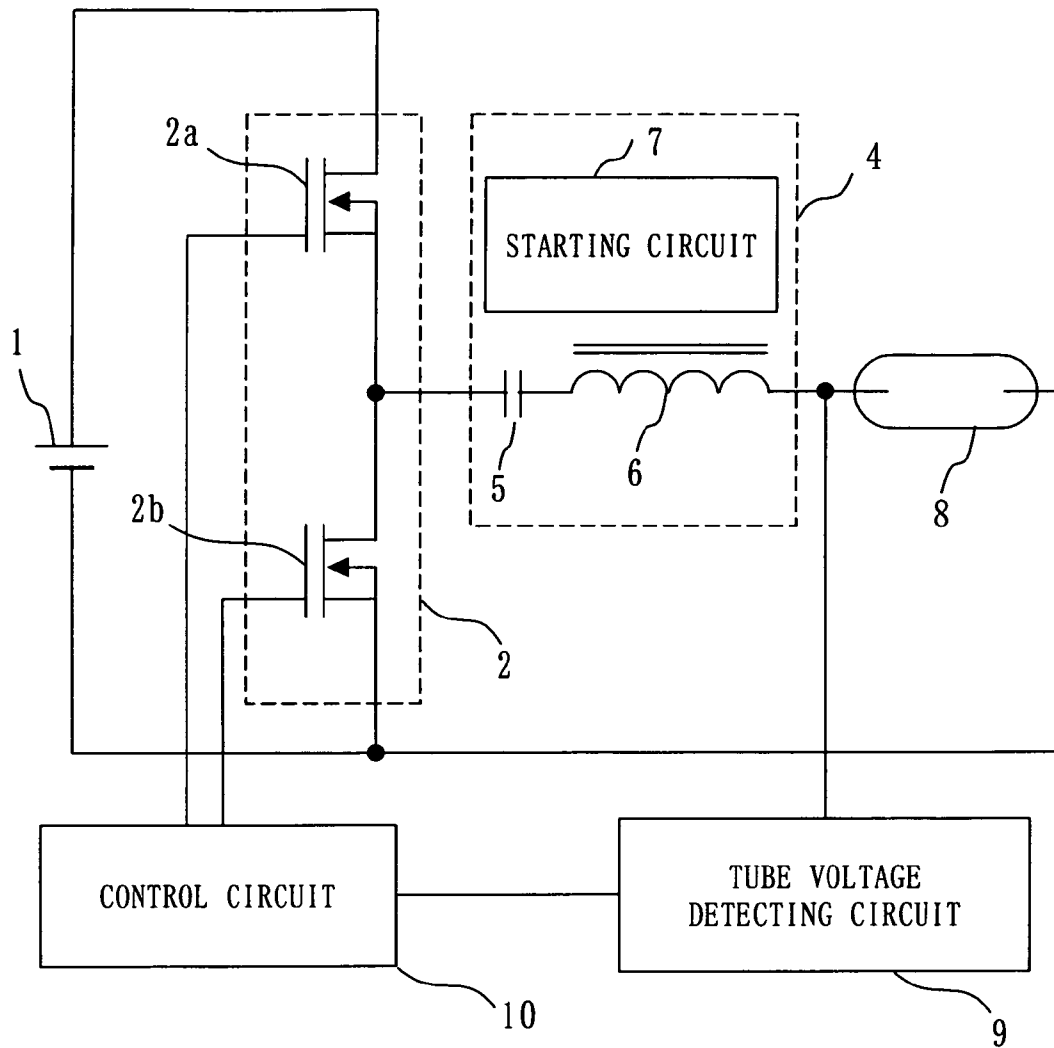 2a
7
4
STARTING CIRCUIT
1
5
6
8
2b
2
CONTROL CIRCUIT
TUBE VOLTAGE
DETECTING CIRCUIT
10
9